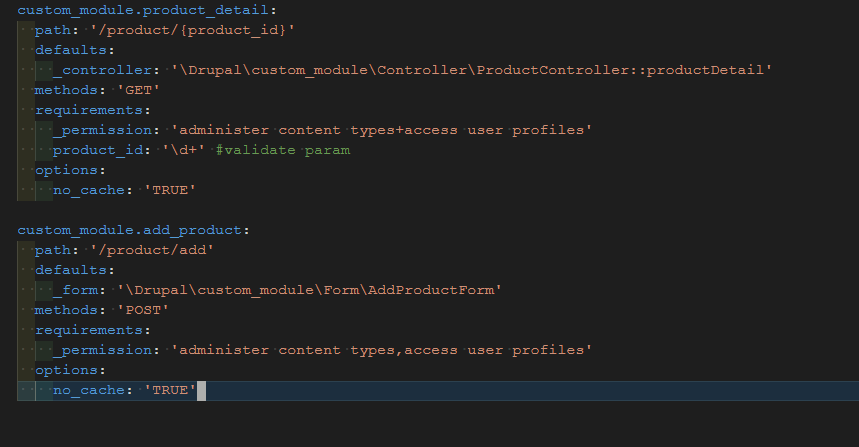 custom_module.product_detail:
  path: '/product/{product_id}'
  defaults:
    _controller: '\Drupal\custom_module\Controller\ProductController::productDetail'
  methods: 'GET'
  requirements:
    _permission: 'administer content types+access user profiles'
    product_id: '\d+' #validate param
  options:
    no_cache: 'TRUE'

custom_module.add_product:
  path: '/product/add'
  defaults:
    _form: '\Drupal\custom_module\Form\AddProductForm'
  methods: 'POST'
  requirements:
    _permission: 'administer content types,access user profiles'
  options:
    no_cache: 'TRUE'